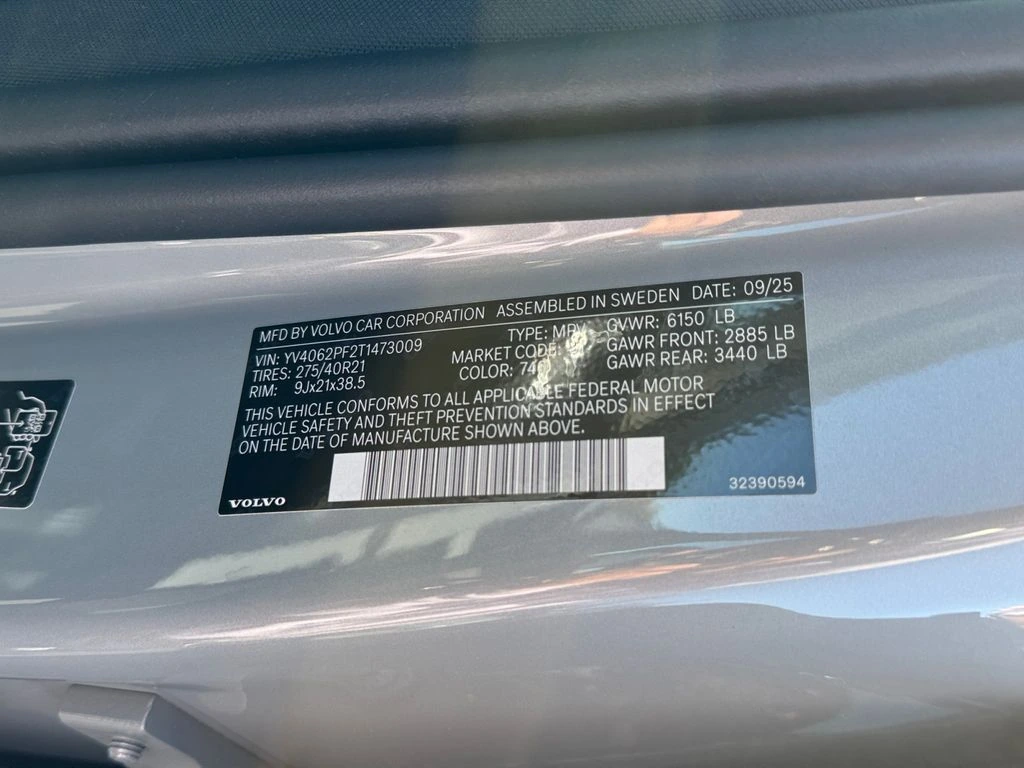 MFD BY VOLVO CAR CORPORATION ASSEMBLED IN SWEDEN DATE: 09/25
VIN: YV4062PF2T1473009 TYPE: MPV GVWR: 6150 LB
TIRES: 275/40R21 MARKET CODE: GAWR FRONT: 2885 LB
RIM: 9Jx21x38.5 COLOR: GAWR REAR: 3440 LB
THIS VEHICLE CONFORMS TO ALL APPLICABLE FEDERAL MOTOR
VEHICLE SAFETY AND THEFT PREVENTION STANDARDS IN EFFECT
ON THE DATE OF MANUFACTURE SHOWN ABOVE.
VOLVO 32390594